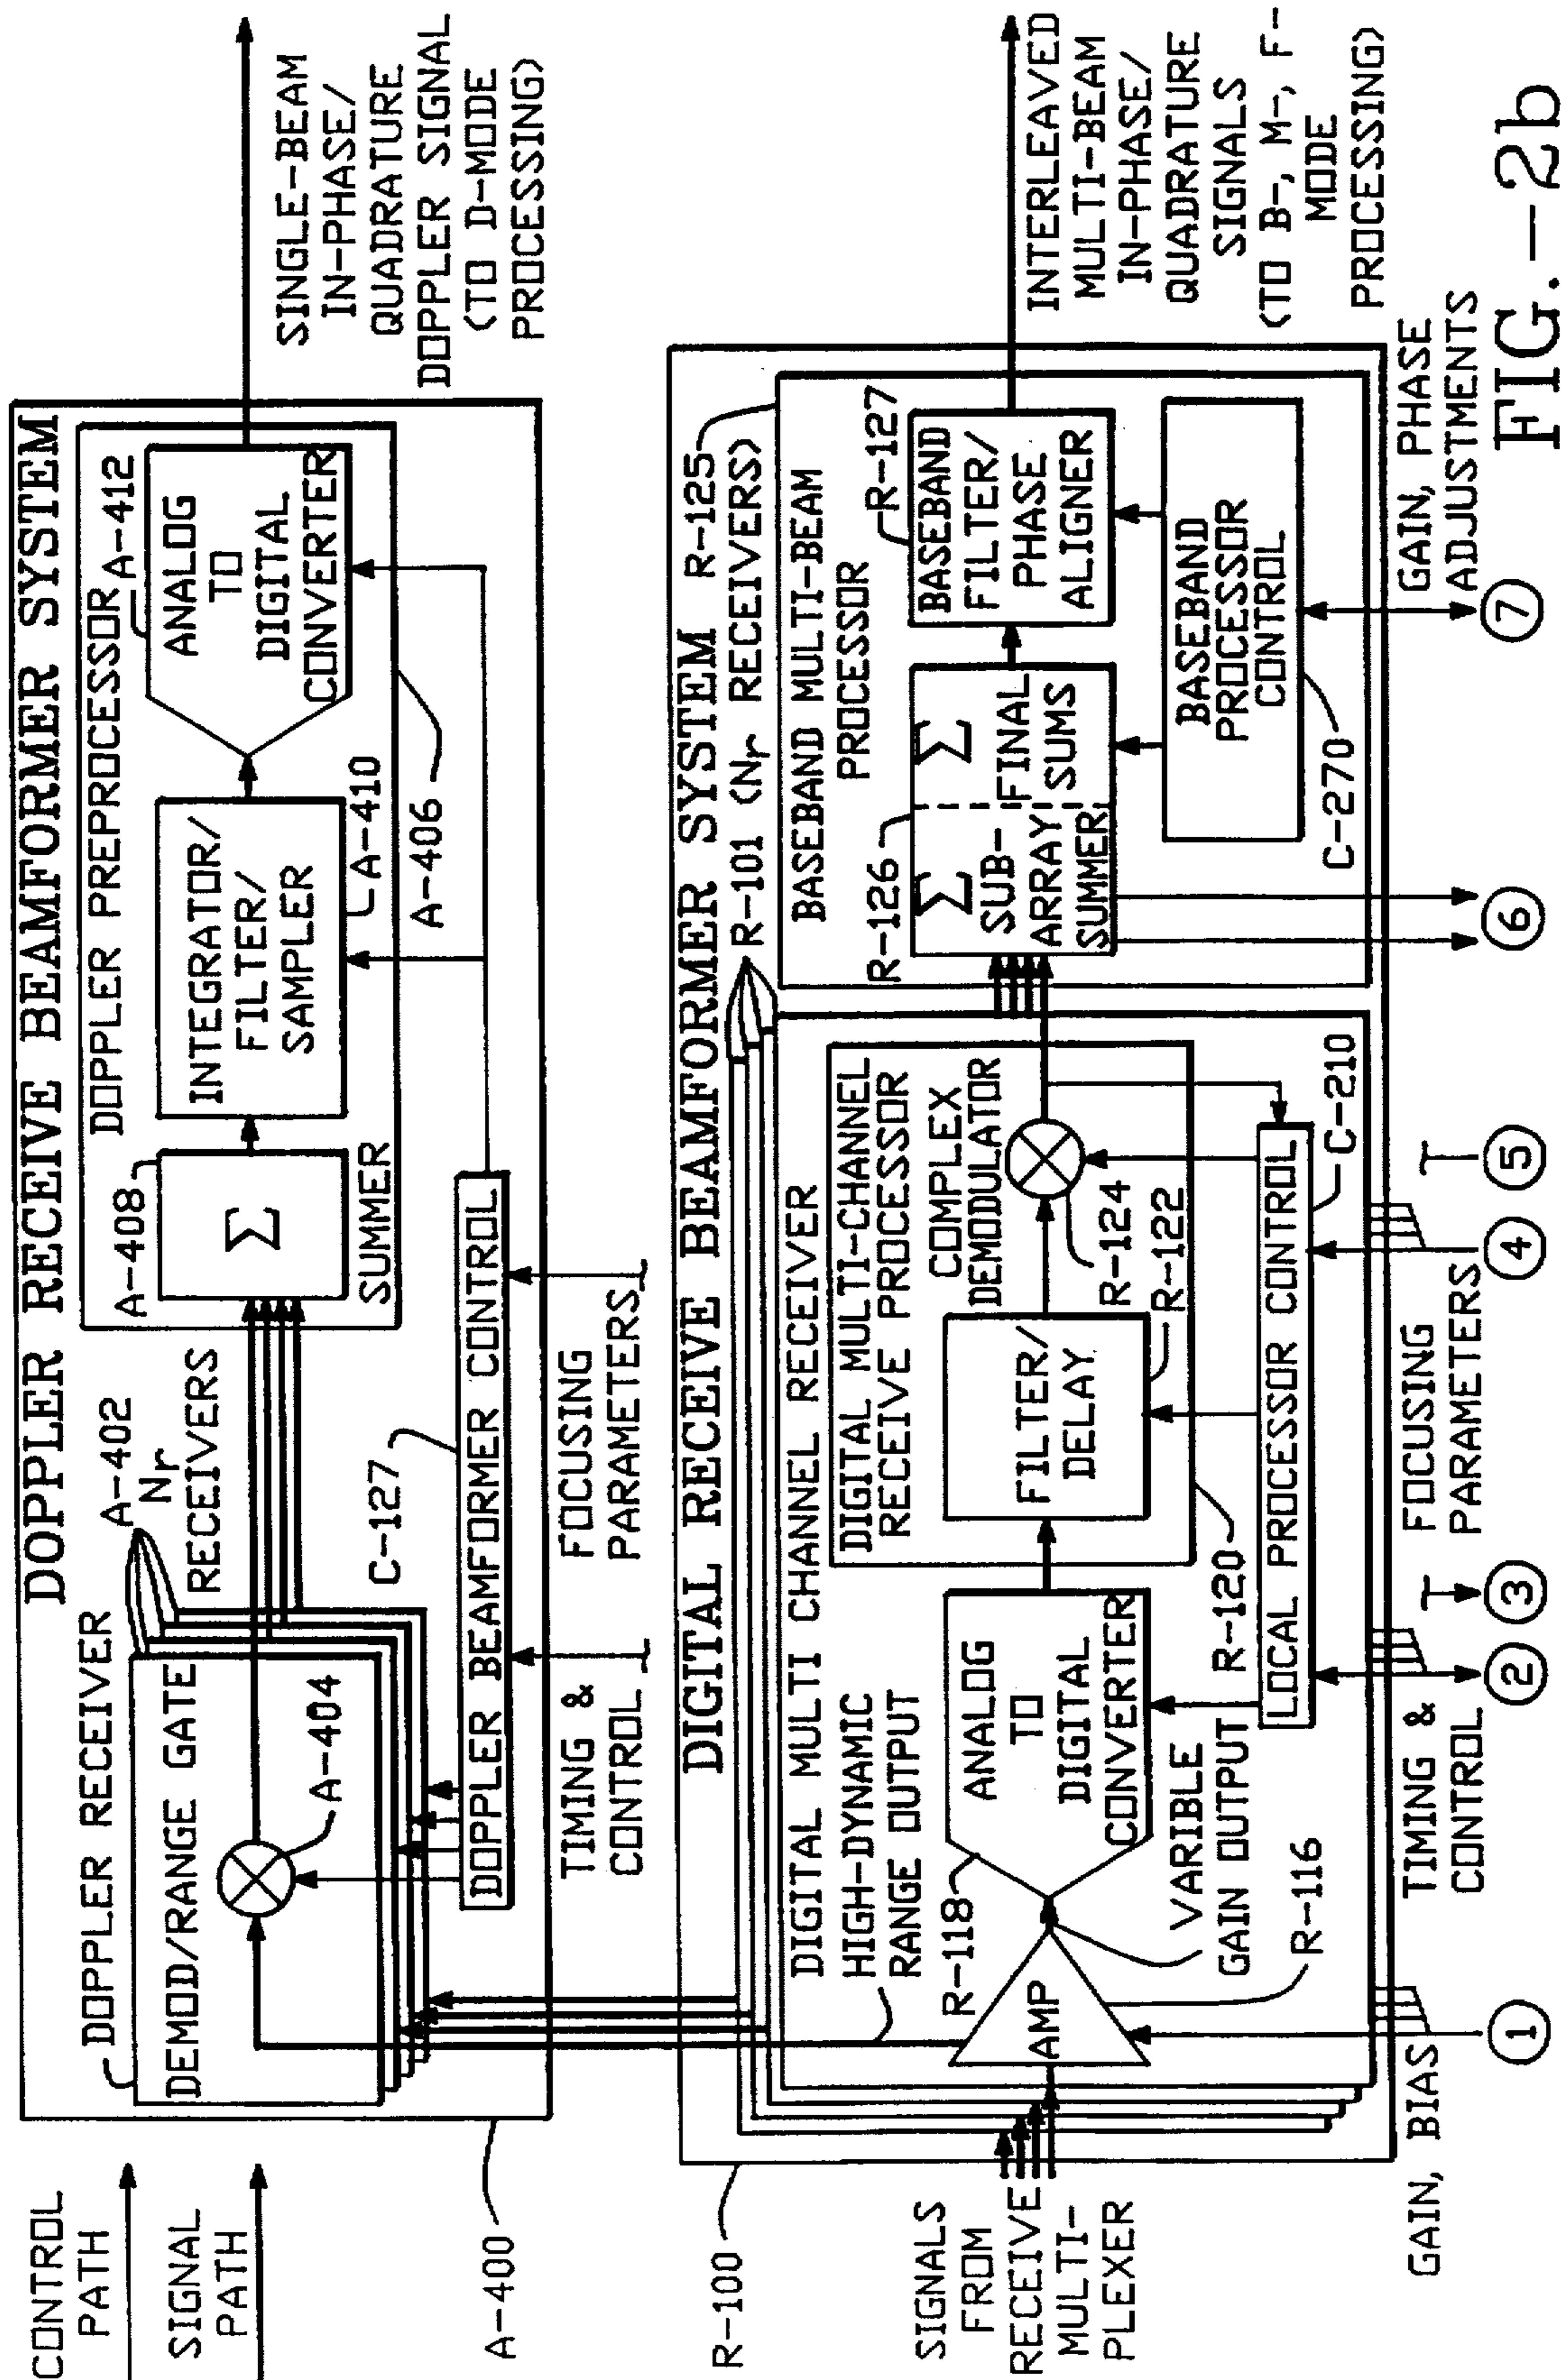 CONTROL
PATH
SIGNAL
PATH
DOPPLER RECEIVE BEAMFORMER SYSTEM
A-400
DOPPLER RECEIVER
DEMOD/RANGE GATE
A-404
A-402
Nr
RECEIVERS
DOPPLER PREPROCESSOR
A-408
Σ
SUMMER
INTEGRATOR/
FILTER/
SAMPLER
A-410
A-406
A-412
ANALOG
TO
DIGITAL
CONVERTER
C-127
DOPPLER BEAMFORMER CONTROL
TIMING &
CONTROL
FOCUSING
PARAMETERS
SINGLE-BEAM
IN-PHASE/
QUADRATURE
DOPPLER SIGNAL
(TO D-MODE
PROCESSING)
DIGITAL RECEIVE BEAMFORMER SYSTEM
R-100
R-101 (Nr RECEIVERS)
SIGNALS
FROM
RECEIVE
MULTI-
PLEXER
DIGITAL MULTI CHANNEL RECEIVER
HIGH-DYNAMIC
RANGE OUTPUT
R-118
AMP
ANALOG
TO
DIGITAL
CONVERTER
VARIBLE
GAIN OUTPUT
R-116
DIGITAL MULTI-CHANNEL
RECEIVE PROCESSOR
FILTER/
DELAY
COMPLEX
DEMODULATOR
R-124
R-122
R-120
LOCAL PROCESSOR CONTROL
C-210
R-125
BASEBAND MULTI-BEAM
PROCESSOR
R-126
Σ Σ
SUB-
ARRAY
SUMMER
FINAL
SUMS
R-127
BASEBAND
FILTER/
PHASE
ALIGNER
BASEBAND
PROCESSOR
CONTROL
C-270
INTERLEAVED
MULTI-BEAM
IN-PHASE/
QUADRATURE
SIGNALS
(TO B-, M-, F-
MODE
PROCESSING)
GAIN, BIAS
TIMING &
CONTROL
FOCUSING
PARAMETERS
GAIN, PHASE
ADJUSTMENTS
1
2
3
4
5
6
7
FIG.-2b